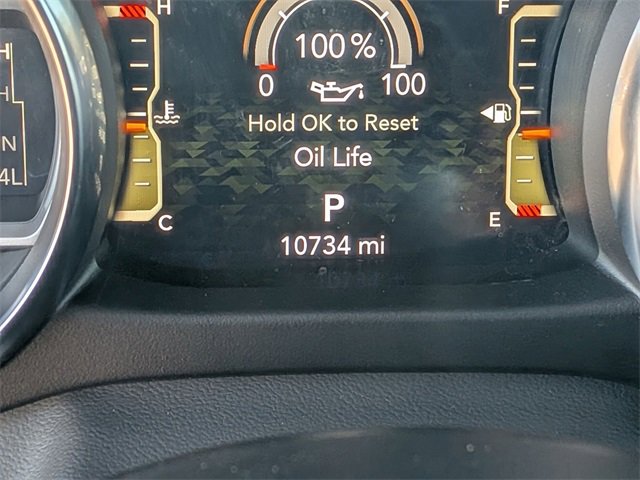 H
F
100 %
0
100
H
Hold OK to Reset
N
Oil Life
4L
P
C
E
10734 mi